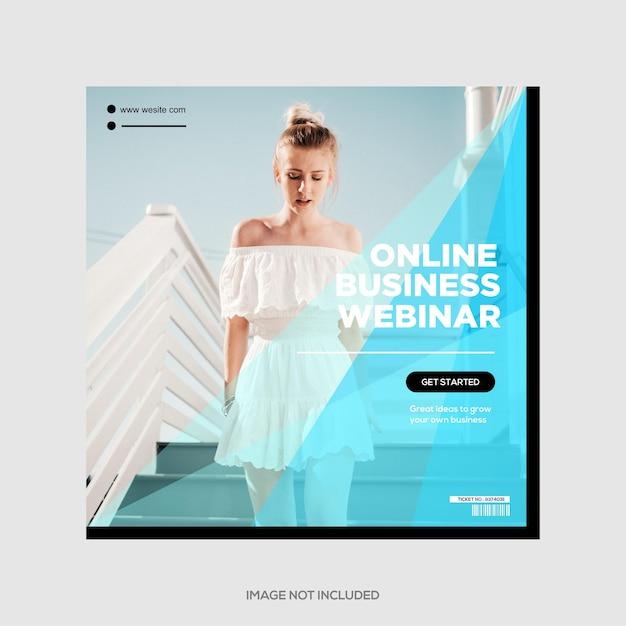 www wesite com
ONLINE
BUSINESS
WEBINAR
GET STARTED
Great Ideas to grow
your own business
TICKET NO . 9374035
IMAGE NOT INCLUDED